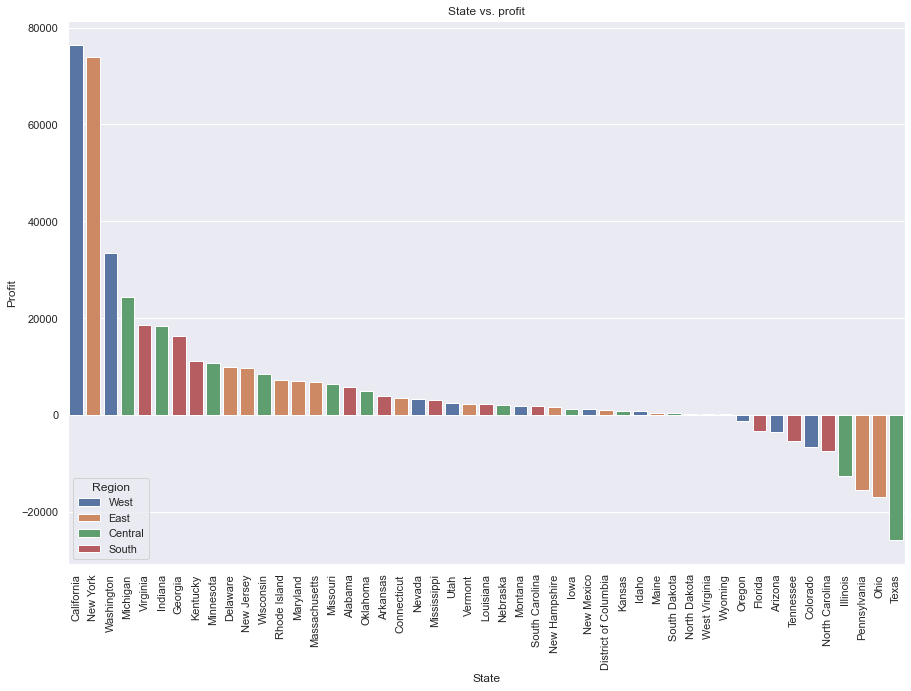 State vs. profit
80000
60000
40000
20000
0
−20000
Profit
Region
West
East
Central
South
California
New York
Washington
Michigan
Virginia
Indiana
Georgia
Kentucky
Minnesota
Delaware
New Jersey
Wisconsin
Rhode Island
Maryland
Massachusetts
Missouri
Alabama
Oklahoma
Arkansas
Connecticut
Nevada
Mississippi
Utah
Vermont
Louisiana
Nebraska
Montana
South Carolina
New Hampshire
Iowa
New Mexico
District of Columbia
Kansas
Idaho
Maine
South Dakota
North Dakota
West Virginia
Wyoming
Oregon
Florida
Arizona
Tennessee
Colorado
North Carolina
Illinois
Pennsylvania
Ohio
Texas
State